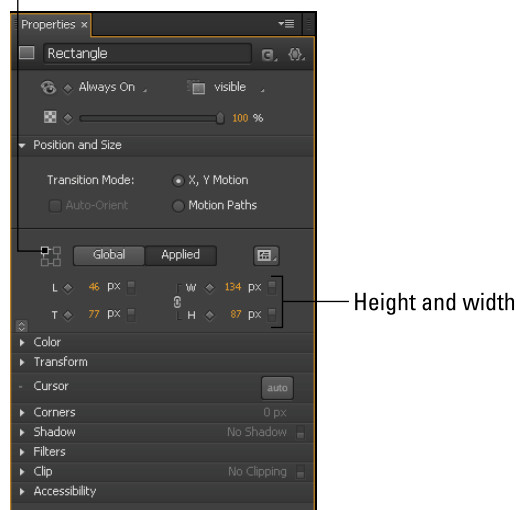 Properties ×
Rectangle
Always On
visible
100 %
Position and Size
Transition Mode:
X, Y Motion
Auto-Orient
Motion Paths
Global
Applied
L 46 px
W 134 px
T 77 px
H 87 px
Height and width
Color
Transform
Cursor
auto
Corners
0 px
Shadow
No Shadow
Filters
Clip
No Clipping
Accessibility